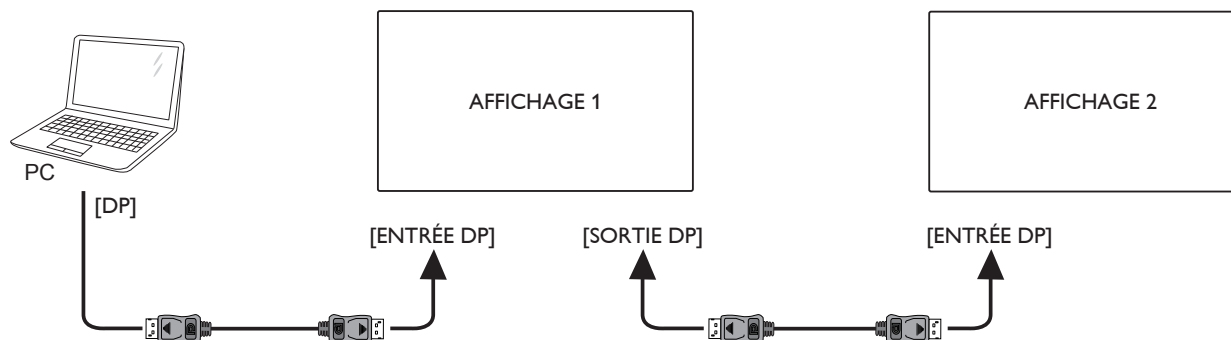 AFFICHAGE 1
AFFICHAGE 2
PC
[DP]
[ENTRÉE DP]
[SORTIE DP]
[ENTRÉE DP]